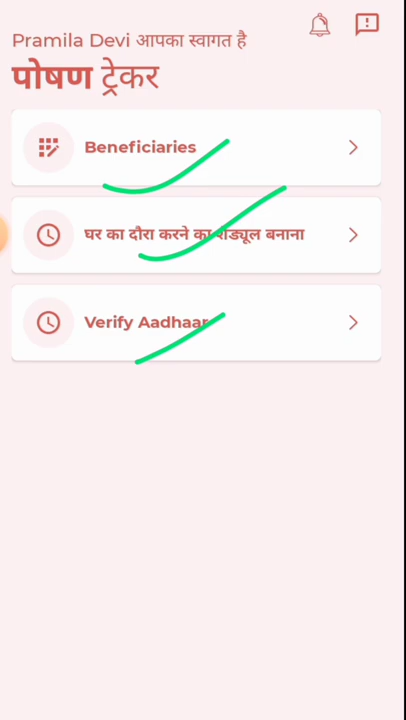 Pramila Devi आपका स्वागत है
पोषण ट्रेकर
Beneficiaries
घर का दौरा करने का शेड्यूल बनाना
Verify Aadhaar